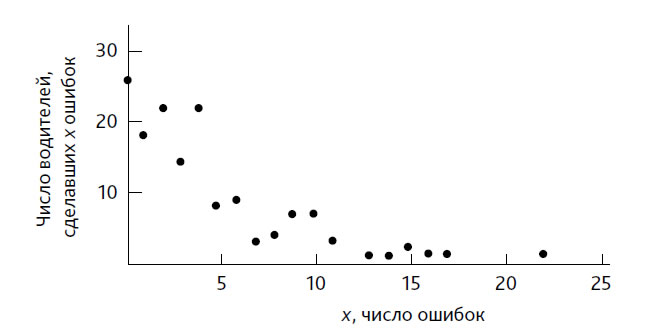 Число водителей,
сделавших x ошибок
30
20
10
5 10 15 20 25
x, число ошибок